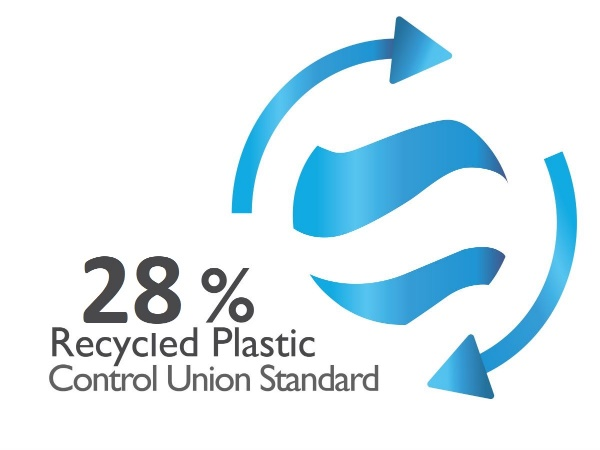 28 %
Recycled Plastic
Control Union Standard